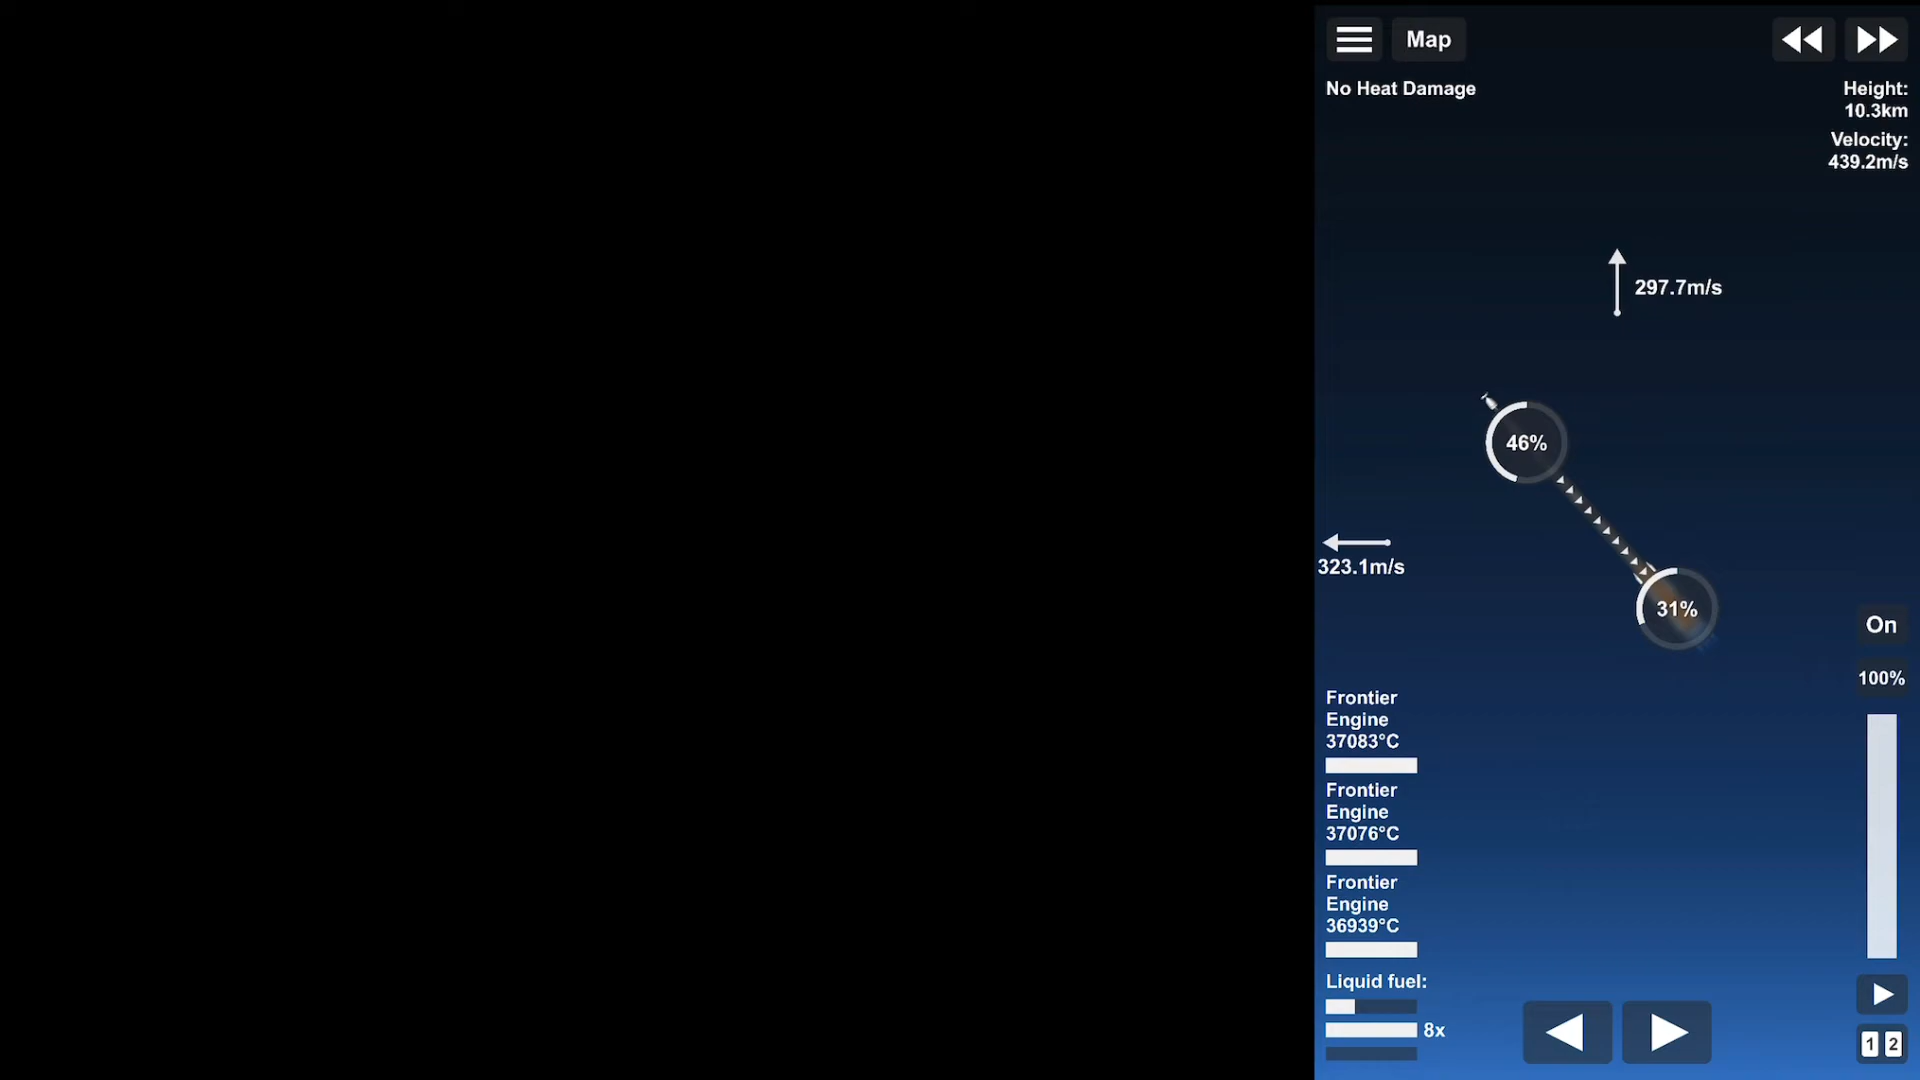 Map
No Heat Damage
Height:
10.3km
Velocity:
439.2m/s
297.7m/s
46%
323.1m/s
31%
On
100%
Frontier
Engine
37083°C
Frontier
Engine
37076°C
Frontier
Engine
36939°C
Liquid fuel:
8x
1 2